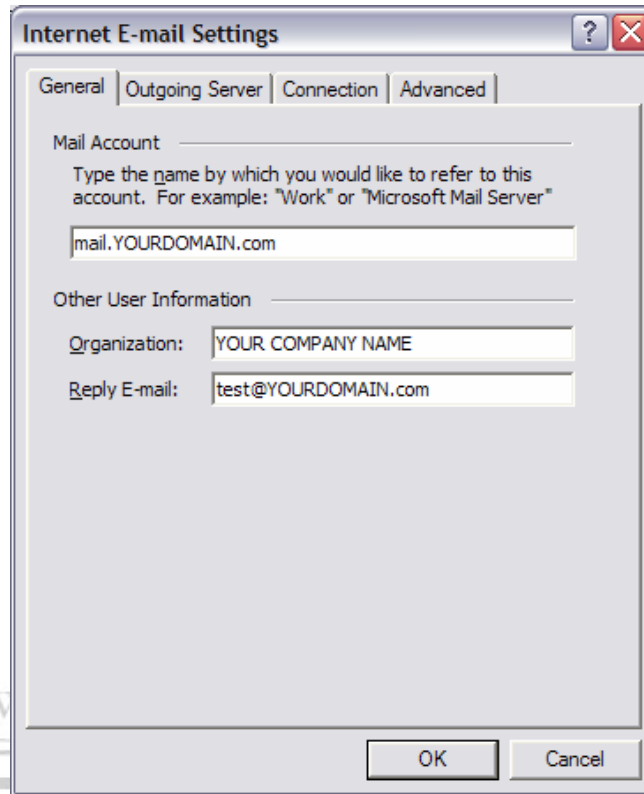 Internet E-mail Settings
General Outgoing Server Connection Advanced
Mail Account
Type the name by which you would like to refer to this
account. For example: "Work" or "Microsoft Mail Server"
mail.YOURDOMAIN.com
Other User Information
Organization: YOUR COMPANY NAME
Reply E-mail: test@YOURDOMAIN.com
OK Cancel